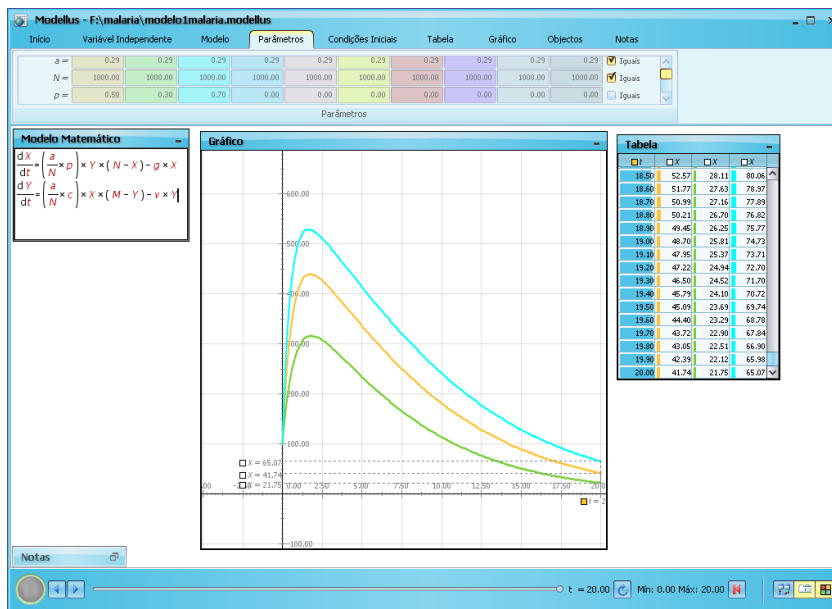 Modellus - F:\malaria\modelo1malaria.modellus
Início Variável Independente Modelo Parâmetros Condições Iniciais Tabela Gráfico Objectos Notas
a = 0.29 0.29 0.29 0.29 0.29 0.29 0.29 0.29 0.29 0.29 Iguais
N = 1000.00 1000.00 1000.00 1000.00 1000.00 1000.00 1000.00 1000.00 1000.00 1000.00 Iguais
p = 0.50 0.30 0.70 0.00 0.00 0.00 0.00 0.00 0.00 0.00 Iguais
Parâmetros
Modelo Matemático
dX/dt = (a/N × p) × Y × (N − X) − g × X
dY/dt = (a/N × c) × X × (M − Y) − v × Y
Gráfico
600.00
500.00
400.00
300.00
200.00
100.00
X = 65.07
X = 41.74
X = 21.75
0.00 2.50 5.00 7.50 10.00 12.50 15.00 17.50 20.0
t = 2
-100.00
Tabela
t X X X
18.50 52.57 28.11 80.06
18.60 51.77 27.63 78.97
18.70 50.99 27.16 77.89
18.80 50.21 26.70 76.82
18.90 49.45 26.25 75.77
19.00 48.70 25.81 74.73
19.10 47.95 25.37 73.71
19.20 47.22 24.94 72.70
19.30 46.50 24.52 71.70
19.40 45.79 24.10 70.72
19.50 45.09 23.69 69.74
19.60 44.40 23.29 68.78
19.70 43.72 22.90 67.84
19.80 43.05 22.51 66.90
19.90 42.39 22.12 65.98
20.00 41.74 21.75 65.07
Notas
t = 20.00 Mín: 0.00 Máx: 20.00